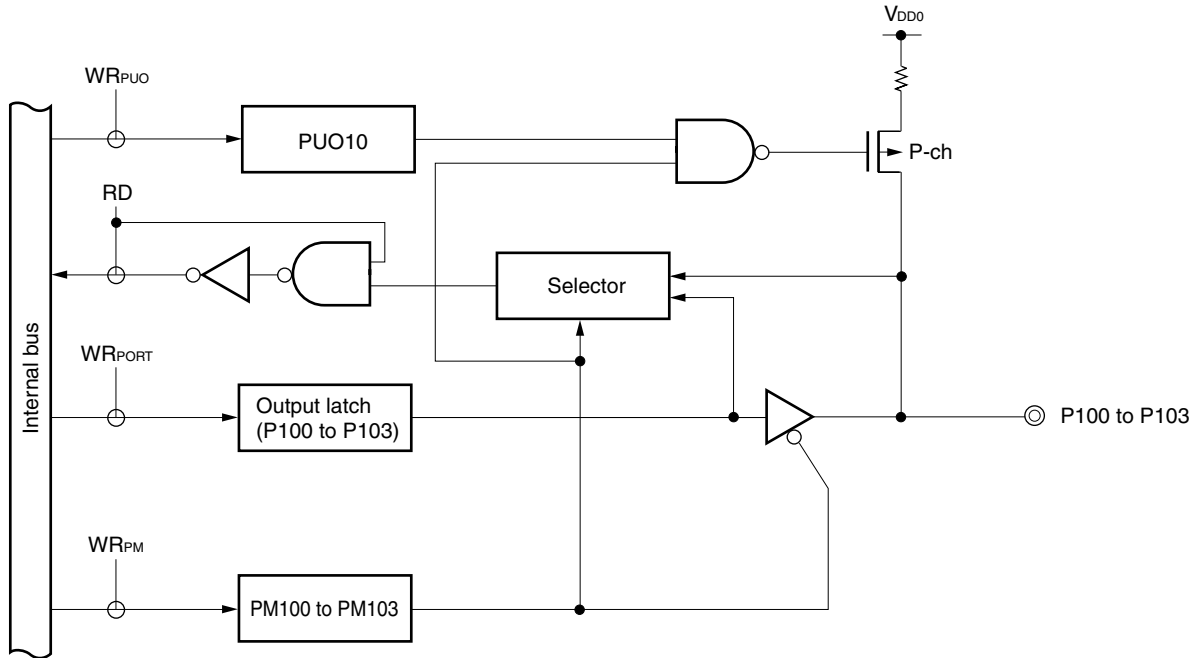 VDD0
WRPUO
PUO10
P-ch
RD
Selector
Internal bus
WRPORT
Output latch
(P100 to P103)
P100 to P103
WRPM
PM100 to PM103